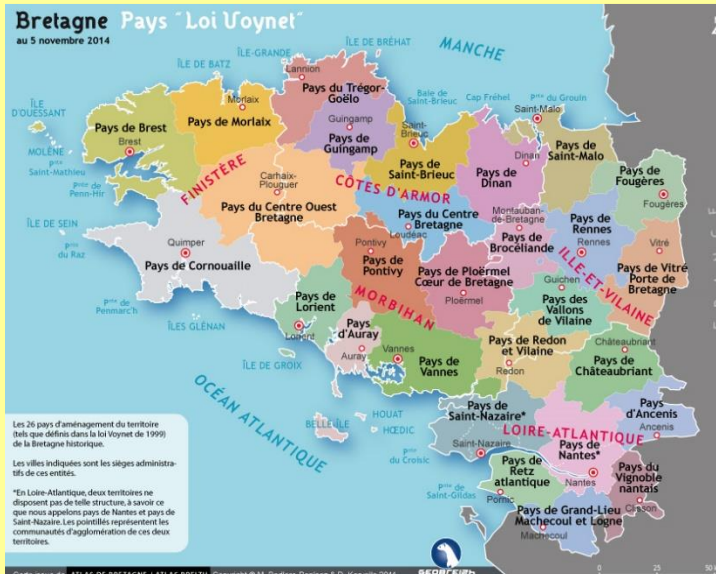 Bretagne Pays "Loi Voynet"
au 5 novembre 2014
MANCHE
ÎLE DE BRÉHAT
ÎLE-GRANDE
ÎLE DE BATZ
Lannion
Pays du Trégor-
Goëlo
Baie de
Saint-Brieuc
Cap Fréhel
Pnte du Grouin
Saint-Malo
ÎLE
D'OUESSANT
MOLÈNE
Pnte
Saint-Mathieu
Pnte de
Penn-Hir
Pays de Brest
Brest
Morlaix
Pays de Morlaix
Guingamp
Pays de
Guingamp
Saint-
Brieuc
Pays de
Saint-Brieuc
Pays de
Dinan
Dinan
Pays de
Saint-Malo
Pays de
Fougères
Fougères
FINISTÈRE
CÔTES D'ARMOR
Carhaix-
Plouguer
Pays du Centre Ouest
Bretagne
Pays du Centre
Bretagne
Loudéac
Montauban-
de-Bretagne
Pays de
Brocéliande
Pays de
Rennes
Rennes
Vitré
Pays de Vitré
Porte de
Bretagne
ILLE-ET-VILAINE
ÎLE DE SEIN
Pnte
du Raz
Quimper
Pays de Cornouaille
Pnte de
Penmarc'h
ÎLES GLÉNAN
Pontivy
Pays de
Pontivy
Pays de Ploërmel
Cœur de Bretagne
Ploërmel
MORBIHAN
Guichen
Pays des
Vallons
de Vilaine
Pays de
Lorient
Lorient
ÎLE DE GROIX
Pays
d'Auray
Auray
Vannes
Pays de
Vannes
Pays de Redon
et Vilaine
Redon
Châteaubriant
Pays de
Châteaubriant
OCÉAN ATLANTIQUE
BELLE-ÎLE
HOUAT
HŒDIC
Pnte
du Croisic
Pays de
Saint-Nazaire*
Saint-Nazaire
LOIRE-ATLANTIQUE
Pays
d'Ancenis
Ancenis
Pays de
Nantes*
Nantes
Pnte de
Saint-Gildas
Pays de
Retz
atlantique
Pornic
Pays du
Vignoble
nantais
Clisson
Pays de Grand-Lieu
Machecoul et Logne
Machecoul
Les 26 pays d'aménagement du territoire
(tels que définis dans la loi Voynet de 1999)
de la Bretagne historique.
Les villes indiquées sont les sièges administra-
tifs de ces entités.
*En Loire-Atlantique, deux territoires ne
disposent pas de telle structure, à savoir ce
que nous appelons pays de Nantes et pays de
Saint-Nazaire. Les pointillés représentent les
communautés d'agglomération de ces deux
territoires.
0 25 50